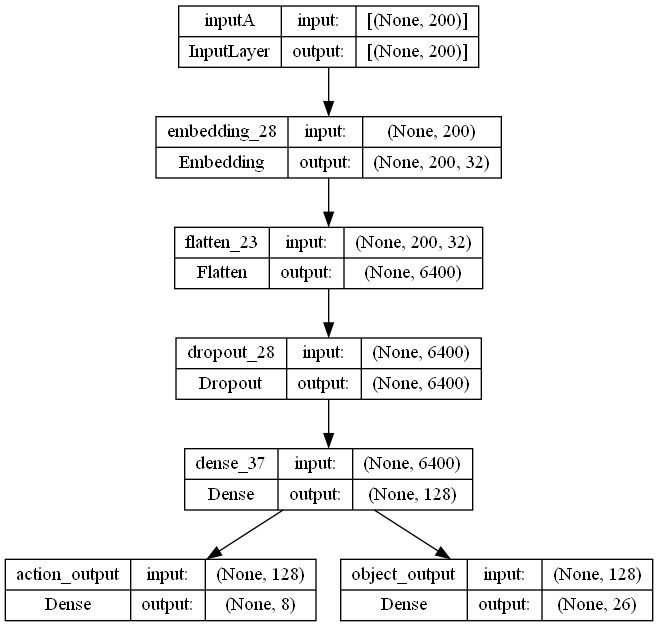 inputA input: [(None, 200)]
InputLayer output: [(None, 200)]
embedding_28 input: (None, 200)
Embedding output: (None, 200, 32)
flatten_23 input: (None, 200, 32)
Flatten output: (None, 6400)
dropout_28 input: (None, 6400)
Dropout output: (None, 6400)
dense_37 input: (None, 6400)
Dense output: (None, 128)
action_output input: (None, 128)
Dense output: (None, 8)
object_output input: (None, 128)
Dense output: (None, 26)